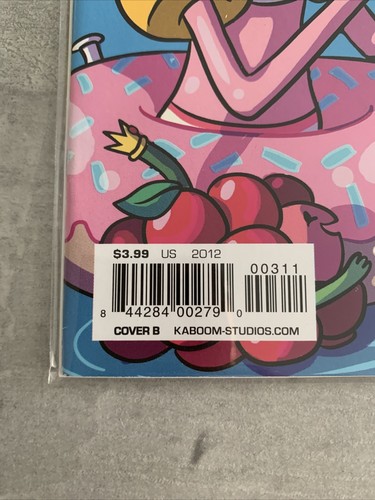 $3.99 US 2012
00311
8 44284 00279 0
COVER B KABOOM-STUDIOS.COM